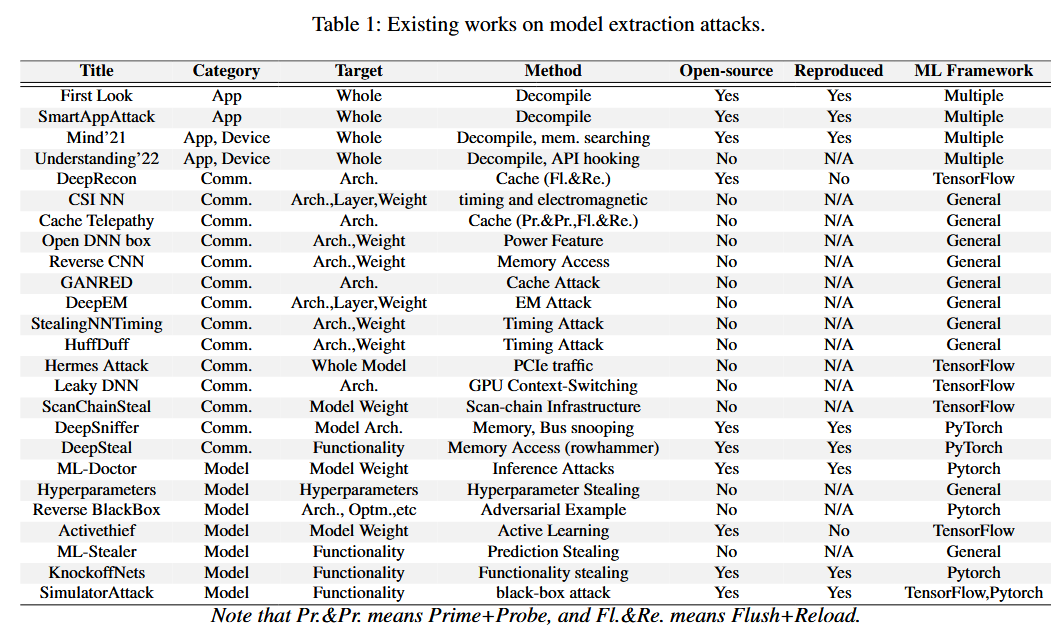 Table 1: Existing works on model extraction attacks.
Title Category Target Method Open-source Reproduced ML Framework
First Look App Whole Decompile Yes Yes Multiple
SmartAppAttack App Whole Decompile Yes Yes Multiple
Mind’21 App, Device Whole Decompile, mem. searching Yes Yes Multiple
Understanding’22 App, Device Whole Decompile, API hooking No N/A Multiple
DeepRecon Comm. Arch. Cache (Fl.&Re.) Yes No TensorFlow
CSI NN Comm. Arch.,Layer,Weight timing and electromagnetic No N/A General
Cache Telepathy Comm. Arch. Cache (Pr.&Pr.,Fl.&Re.) No N/A General
Open DNN box Comm. Arch.,Weight Power Feature No N/A General
Reverse CNN Comm. Arch.,Weight Memory Access No N/A General
GANRED Comm. Arch. Cache Attack No N/A General
DeepEM Comm. Arch.,Layer,Weight EM Attack No N/A General
StealingNNTiming Comm. Arch.,Weight Timing Attack No N/A General
HuffDuff Comm. Arch.,Weight Timing Attack No N/A General
Hermes Attack Comm. Whole Model PCIe traffic No N/A TensorFlow
Leaky DNN Comm. Arch. GPU Context-Switching No N/A TensorFlow
ScanChainSteal Comm. Model Weight Scan-chain Infrastructure No N/A TensorFlow
DeepSniffer Comm. Model Arch. Memory, Bus snooping Yes Yes PyTorch
DeepSteal Comm. Functionality Memory Access (rowhammer) Yes Yes PyTorch
ML-Doctor Model Model Weight Inference Attacks Yes Yes Pytorch
Hyperparameters Model Hyperparameters Hyperparameter Stealing No N/A General
Reverse BlackBox Model Arch., Optm.,etc Adversarial Example No N/A Pytorch
Activethief Model Model Weight Active Learning Yes No TensorFlow
ML-Stealer Model Functionality Prediction Stealing No N/A General
KnockoffNets Model Functionality Functionality stealing Yes Yes Pytorch
SimulatorAttack Model Functionality black-box attack Yes Yes TensorFlow,Pytorch
Note that Pr.&Pr. means Prime+Probe, and Fl.&Re. means Flush+Reload.